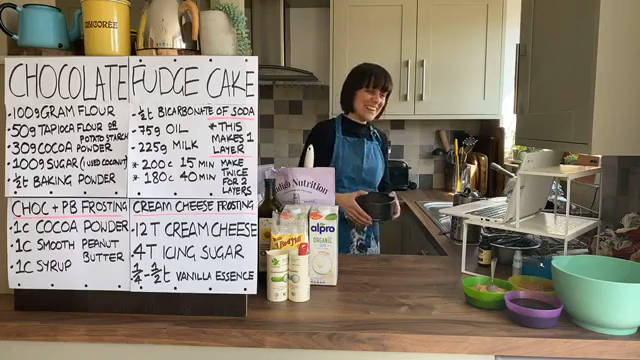 CHOCOLATE FUDGE CAKE
• 100g GRAM FLOUR
• 50g TAPIOCA FLOUR OR POTATO STARCH
• 30g COCOA POWDER
• 100g SUGAR (I USED COCONUT)
• ½t BAKING POWDER
• ½t BICARBONATE OF SODA
• 75g OIL
• 225g MILK
* 200c 15 MIN
* 180c 40 MIN
* THIS
MAKES 1
LAYER
MAKE
TWICE
FOR 2
LAYERS
CHOC + PB FROSTING
• 1C COCOA POWDER
• 1C SMOOTH PEANUT
BUTTER
• 1C SYRUP
CREAM CHEESE FROSTING
• 12T CREAM CHEESE
• 4T ICING SUGAR
• ¼-½t VANILLA ESSENCE
Indigo Nutrition
alpro
ORGANIC